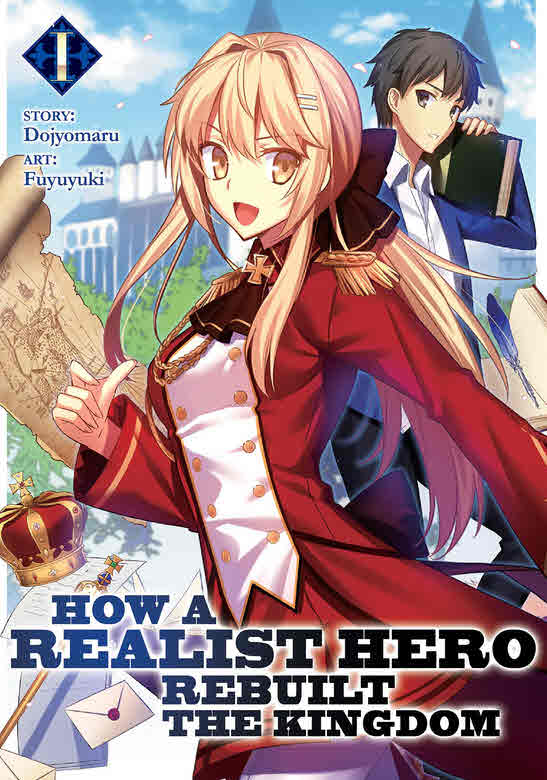 I
STORY:
Dojyomaru
ART:
Fuyuyuki
HOW A
REALIST HERO
REBUILT
THE KINGDOM